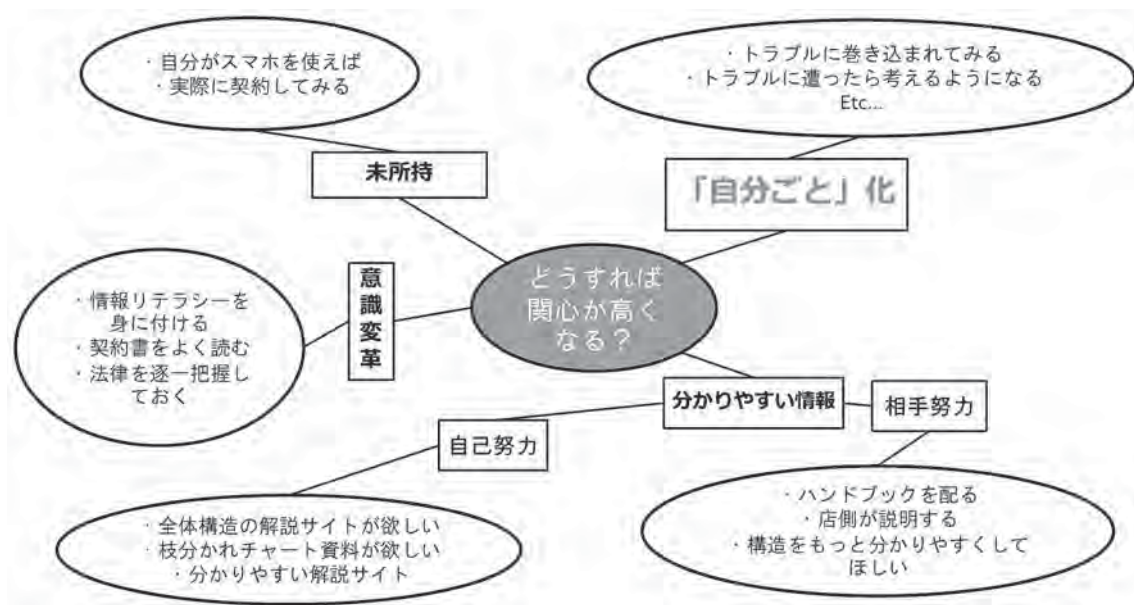 ・自分がスマホを使えば
・実際に契約してみる
・トラブルに巻き込まれてみる
・トラブルに遭ったら考えるようになる
Etc...
未所持
「自分ごと」化
どうすれば
関心が高く
なる？
意識変革
・情報リテラシーを
身に付ける
・契約書をよく読む
・法律を逐一把握し
ておく
分かりやすい情報
相手努力
自己努力
・全体構造の解説サイトが欲しい
・枝分かれチャート資料が欲しい
・分かりやすい解説サイト
・ハンドブックを配る
・店側が説明する
・構造をもっと分かりやすくして
ほしい